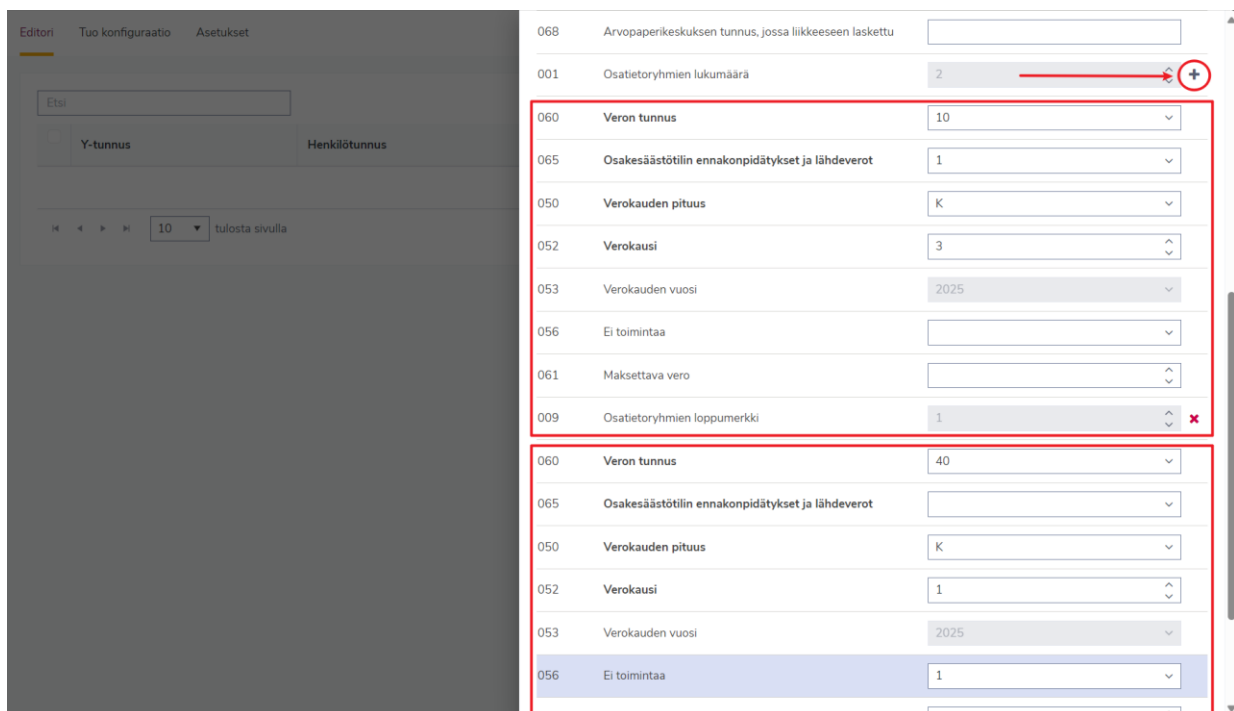 Editori Tuo konfiguraatio Asetukset
Etsi
Y-tunnus Henkilötunnus
10 tulosta sivulla
068 Arvopaperikeskuksen tunnus, jossa liikkeeseen laskettu
001 Osatietoryhmien lukumäärä 2
060 Veron tunnus 10
065 Osakesäästötilin ennakonpidätykset ja lähdeverot 1
050 Verokauden pituus K
052 Verokausi 3
053 Verokauden vuosi 2025
056 Ei toimintaa
061 Maksettava vero
009 Osatietoryhmien loppumerkki 1
060 Veron tunnus 40
065 Osakesäästötilin ennakonpidätykset ja lähdeverot
050 Verokauden pituus K
052 Verokausi 1
053 Verokauden vuosi 2025
056 Ei toimintaa 1